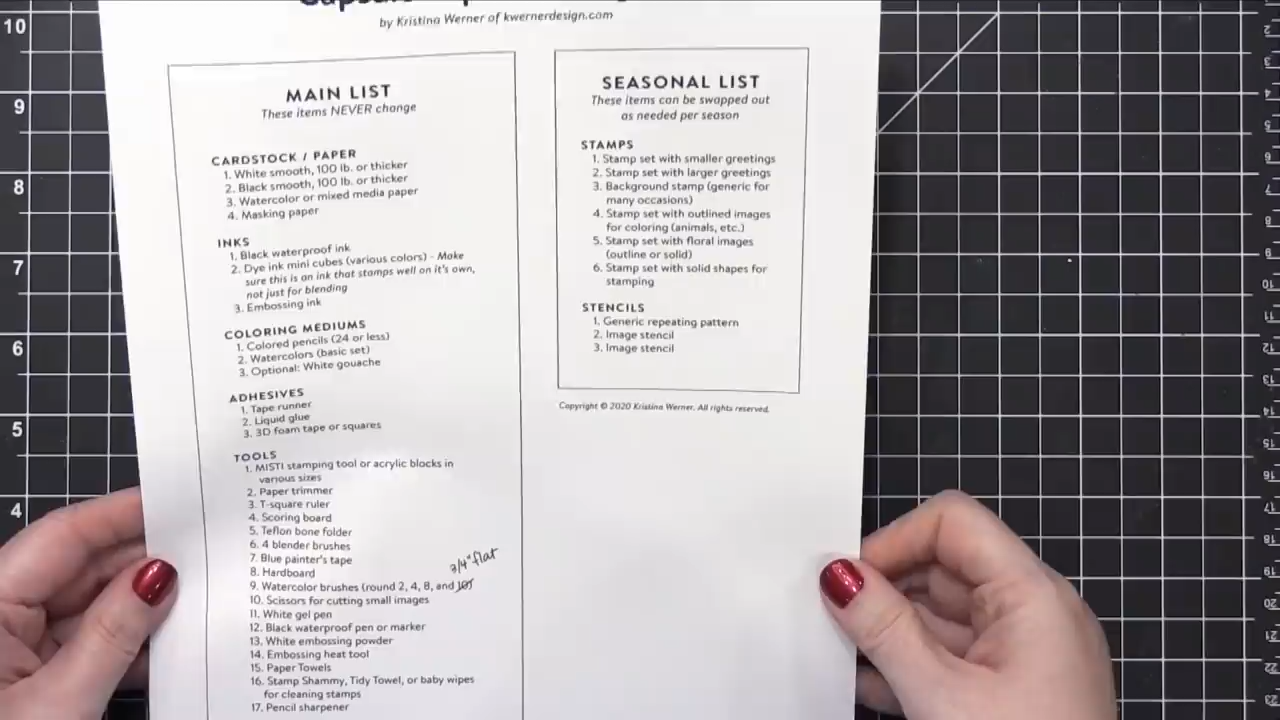 by Kristina Werner of kwernerdesign.com
MAIN LIST
These items NEVER change
CARDSTOCK / PAPER
1. White smooth, 100 lb. or thicker
2. Black smooth, 100 lb. or thicker
3. Watercolor or mixed media paper
4. Masking paper
INKS
1. Black waterproof ink
2. Dye ink mini cubes (various colors) - Make
sure this is an ink that stamps well on it's own,
not just for blending
3. Embossing ink
COLORING MEDIUMS
1. Colored pencils (24 or less)
2. Watercolors (basic set)
3. Optional: White gouache
ADHESIVES
1. Tape runner
2. Liquid glue
3. 3D foam tape or squares
TOOLS
1. MISTI stamping tool or acrylic blocks in
various sizes
2. Paper trimmer
3. T-square ruler
4. Scoring board
5. Teflon bone folder
6. 4 blender brushes
7. Blue painter's tape
8. Hardboard
3/4" flat
9. Watercolor brushes (round 2, 4, 8, and 10)
10. Scissors for cutting small images
11. White gel pen
12. Black waterproof pen or marker
13. White embossing powder
14. Embossing heat tool
15. Paper Towels
16. Stamp Shammy, Tidy Towel, or baby wipes
for cleaning stamps
17. Pencil sharpener
SEASONAL LIST
These items can be swapped out
as needed per season
STAMPS
1. Stamp set with smaller greetings
2. Stamp set with larger greetings
3. Background stamp (generic for
many occasions)
4. Stamp set with outlined images
for coloring (animals, etc.)
5. Stamp set with floral images
(outline or solid)
6. Stamp set with solid shapes for
stamping
STENCILS
1. Generic repeating pattern
2. Image stencil
3. Image stencil
Copyright © 2020 Kristina Werner. All rights reserved.
10
9
8
7
6
5
4